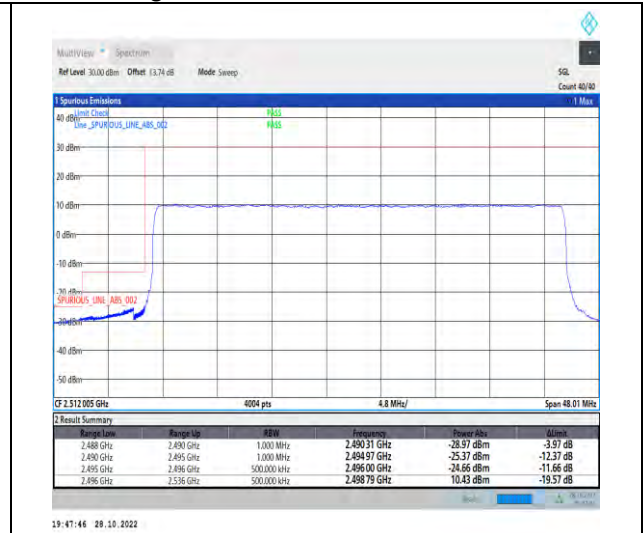 MultiView Spectrum
Ref Level 30.00 dBm Offset 13.74 dB Mode Sweep SGL
Count 40/40
1 Spurious Emissions 1 Max
Limit Check PASS
Line _SPURIOUS_LINE_ABS_002 PASS
40 dBm
30 dBm
20 dBm
10 dBm
0 dBm
-10 dBm
-20 dBm
SPURIOUS_LINE_ABS_002
-30 dBm
-40 dBm
-50 dBm
CF 2.512 005 GHz 4004 pts 4.8 MHz/ Span 48.01 MHz
2 Result Summary
Range Low Range Up RBW Frequency Power Abs ΔLimit
2.488 GHz 2.490 GHz 1.000 MHz 2.490 31 GHz -28.97 dBm -3.97 dB
2.490 GHz 2.495 GHz 1.000 MHz 2.494 97 GHz -25.37 dBm -12.37 dB
2.495 GHz 2.496 GHz 500.000 kHz 2.496 00 GHz -24.66 dBm -11.66 dB
2.496 GHz 2.536 GHz 500.000 kHz 2.498 79 GHz 10.43 dBm -19.57 dB
19:47:46 28.10.2022